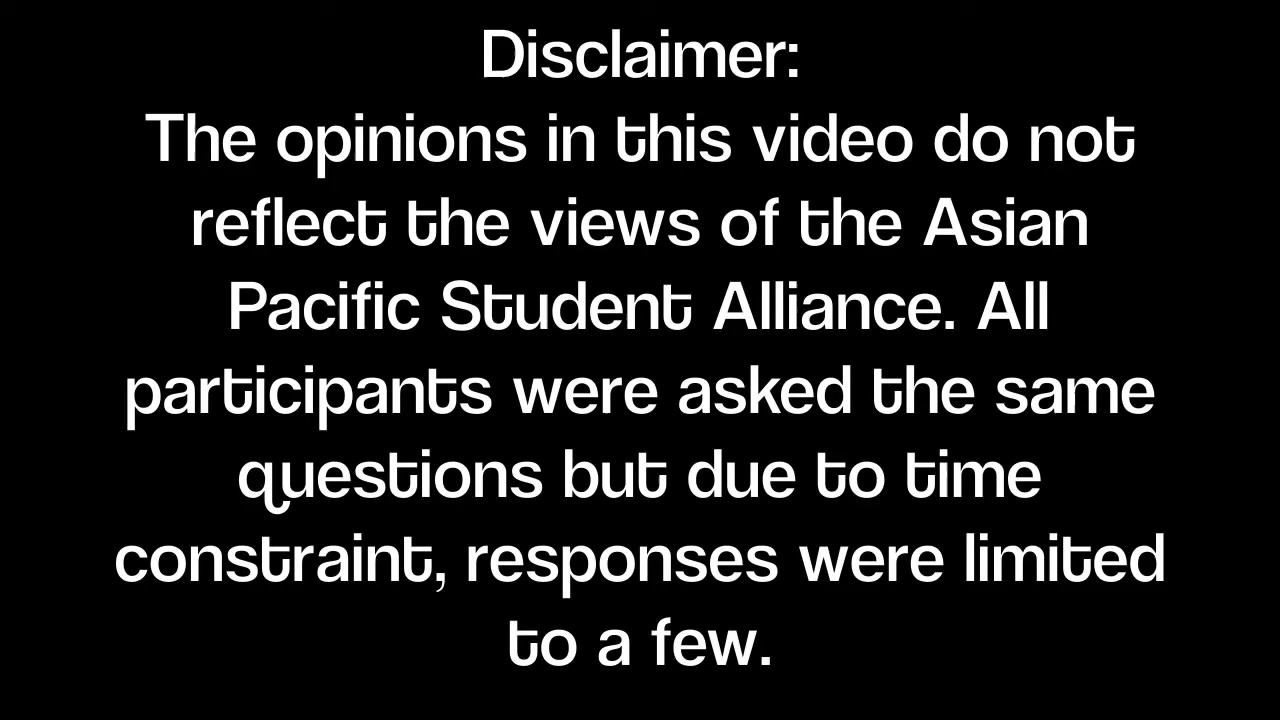 Disclaimer:
The opinions in this video do not
reflect the views of the Asian
Pacific Student Alliance. All
participants were asked the same
questions but due to time
constraint, responses were limited
to a few.